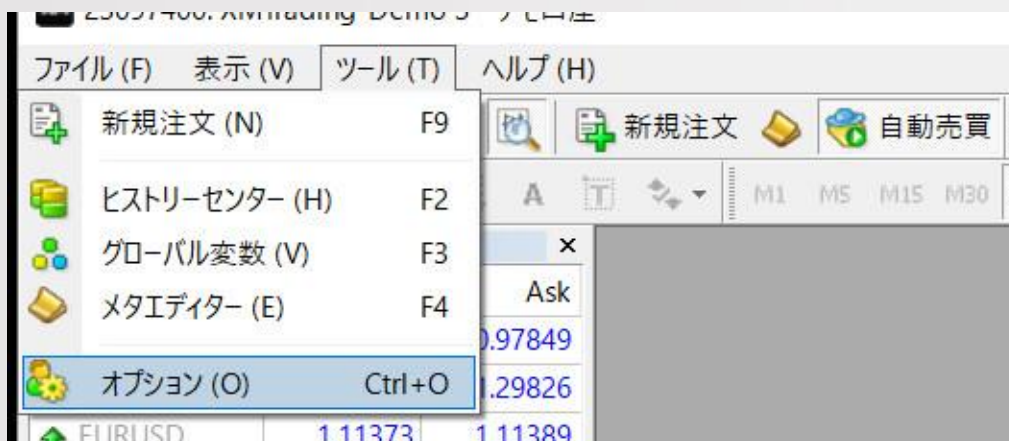 ファイル (F) 表示 (V) ツール (T) ヘルプ (H)
新規注文 (N) F9
新規注文 自動売買
ヒストリーセンター (H) F2
A T M1 M5 M15 M30
グローバル変数 (V) F3
メタエディター (E) F4
Ask
.97849
オプション (O) Ctrl+O
.29826
EURUSD 1.11373 1.11389